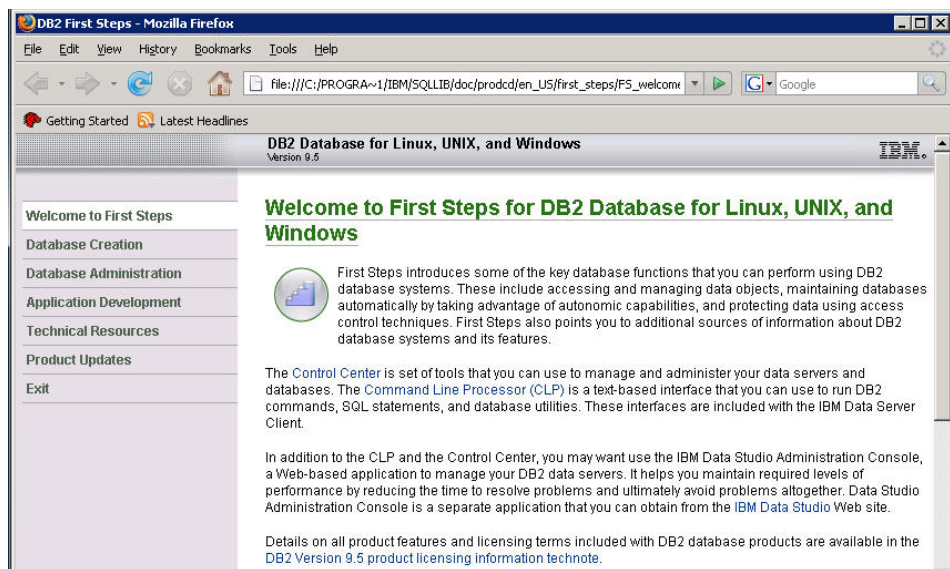 DB2 First Steps - Mozilla Firefox
File Edit View History Bookmarks Tools Help
file:///C:/PROGRA~1/IBM/SQLLIB/doc/prodcd/en_US/first_steps/FS_welcome
G Google
Getting Started Latest Headlines
DB2 Database for Linux, UNIX, and Windows
Version 9.5
IBM.
Welcome to First Steps
Database Creation
Database Administration
Application Development
Technical Resources
Product Updates
Exit
Welcome to First Steps for DB2 Database for Linux, UNIX, and
Windows
First Steps introduces some of the key database functions that you can perform using DB2
database systems. These include accessing and managing data objects, maintaining databases
automatically by taking advantage of autonomic capabilities, and protecting data using access
control techniques. First Steps also points you to additional sources of information about DB2
database systems and its features.
The Control Center is set of tools that you can use to manage and administer your data servers and
databases. The Command Line Processor (CLP) is a text-based interface that you can use to run DB2
commands, SQL statements, and database utilities. These interfaces are included with the IBM Data Server
Client.
In addition to the CLP and the Control Center, you may want use the IBM Data Studio Administration Console,
a Web-based application to manage your DB2 data servers. It helps you maintain required levels of
performance by reducing the time to resolve problems and ultimately avoid problems altogether. Data Studio
Administration Console is a separate application that you can obtain from the IBM Data Studio Web site.
Details on all product features and licensing terms included with DB2 database products are available in the
DB2 Version 9.5 product licensing information technote.